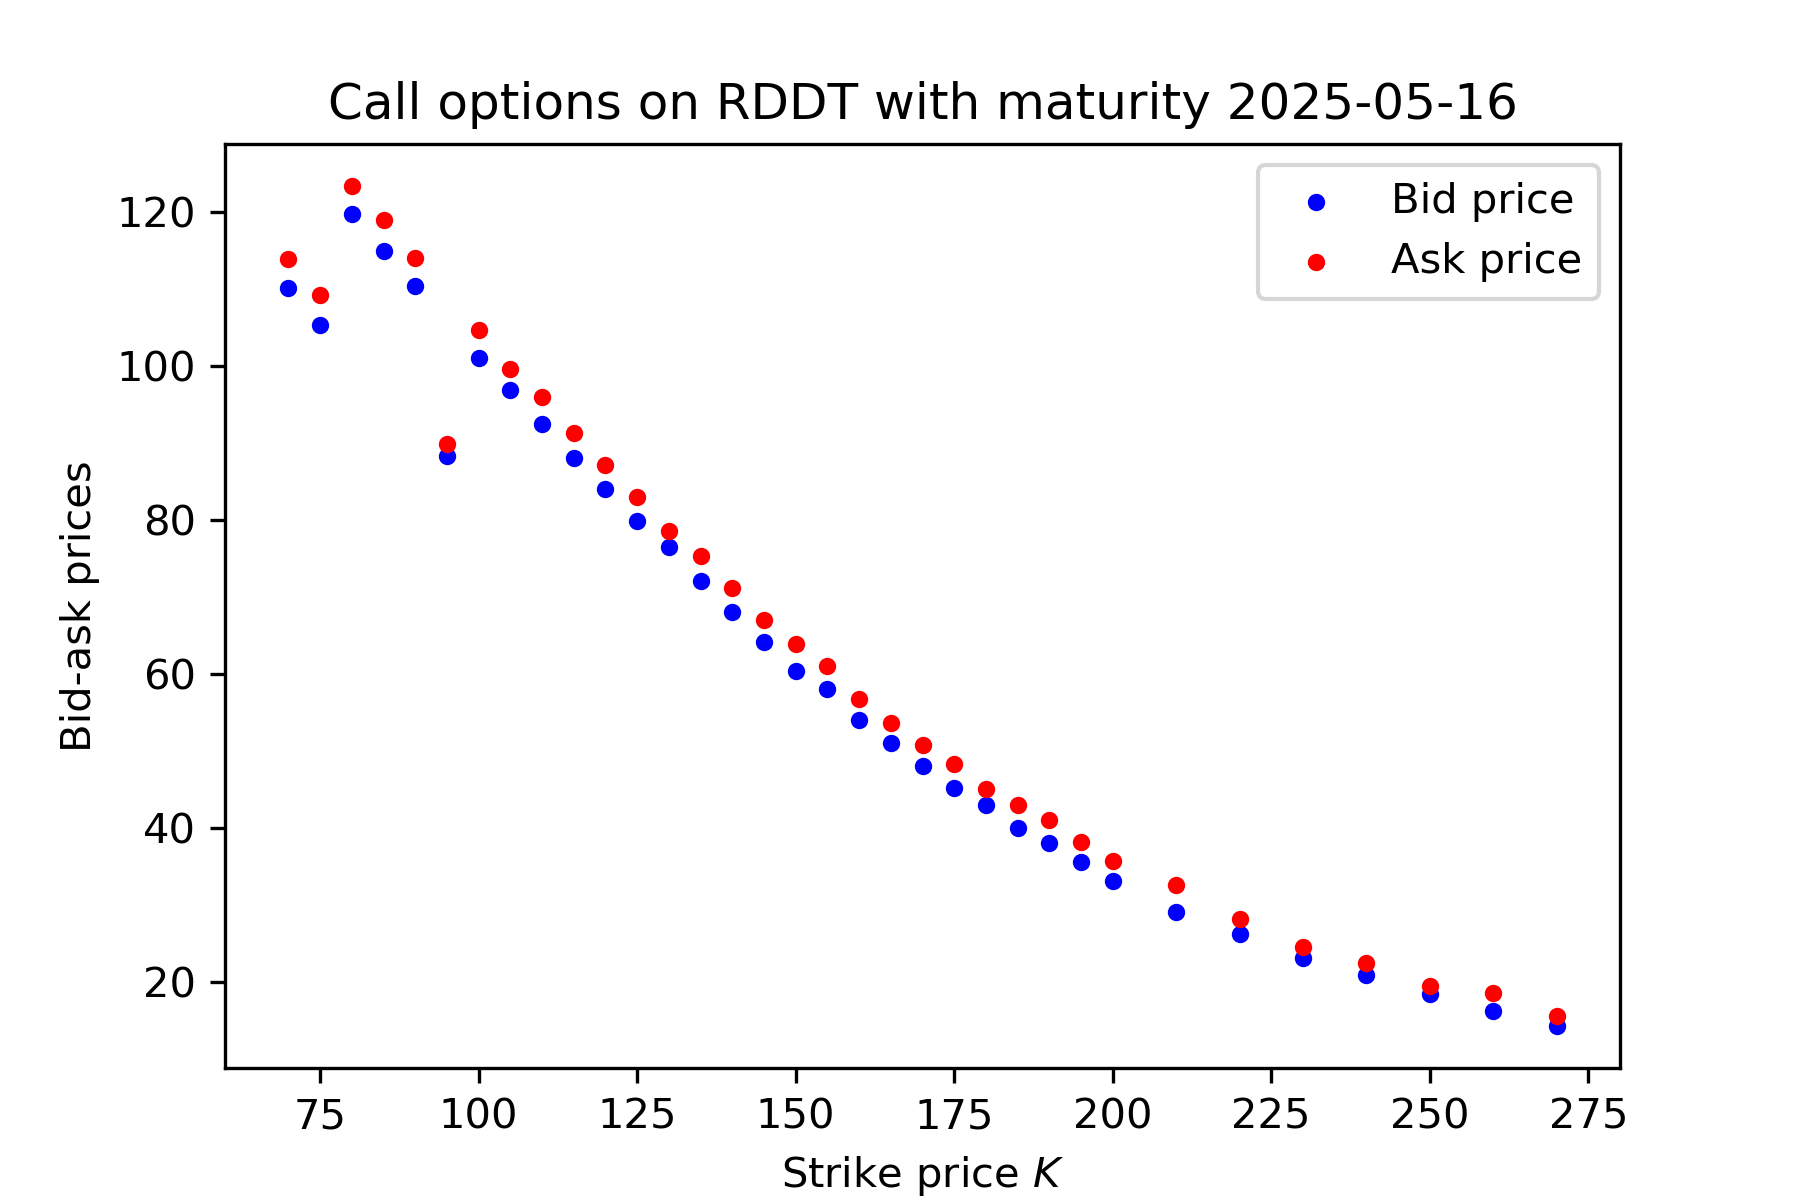 Call options on RDDT with maturity 2025-05-16
Bid price
Ask price
120
100
80
60
40
20
Bid-ask prices
75 100 125 150 175 200 225 250 275
Strike price K